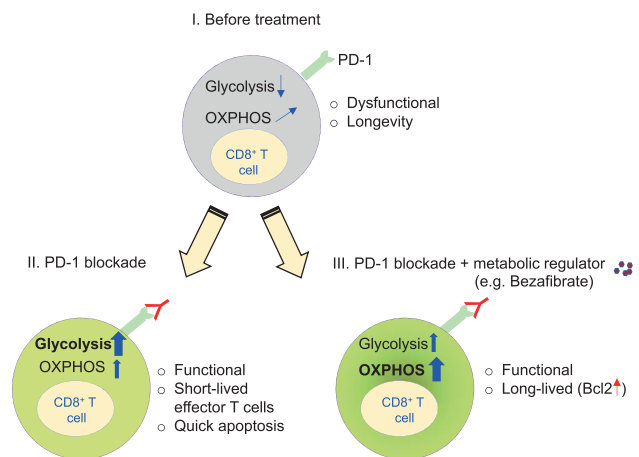 I. Before treatment
PD-1
Glycolysis
OXPHOS
CD8⁺ T
cell
○ Dysfunctional
○ Longevity
II. PD-1 blockade
Glycolysis
OXPHOS
CD8⁺ T
cell
○ Functional
○ Short-lived
effector T cells
○ Quick apoptosis
III. PD-1 blockade + metabolic regulator
(e.g. Bezafibrate)
Glycolysis
OXPHOS
CD8⁺ T
cell
○ Functional
○ Long-lived (Bcl2↑)